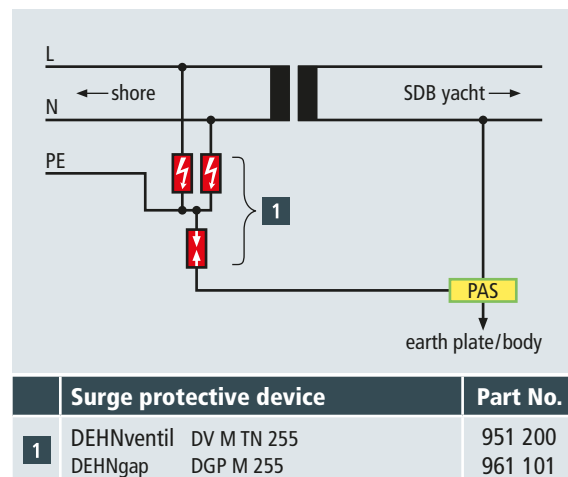 L
← shore
SDB yacht →
N
PE
1
PAS
earth plate/body
Surge protective device Part No.
1 DEHNventil DV M TN 255 951 200
DEHNgap DGP M 255 961 101